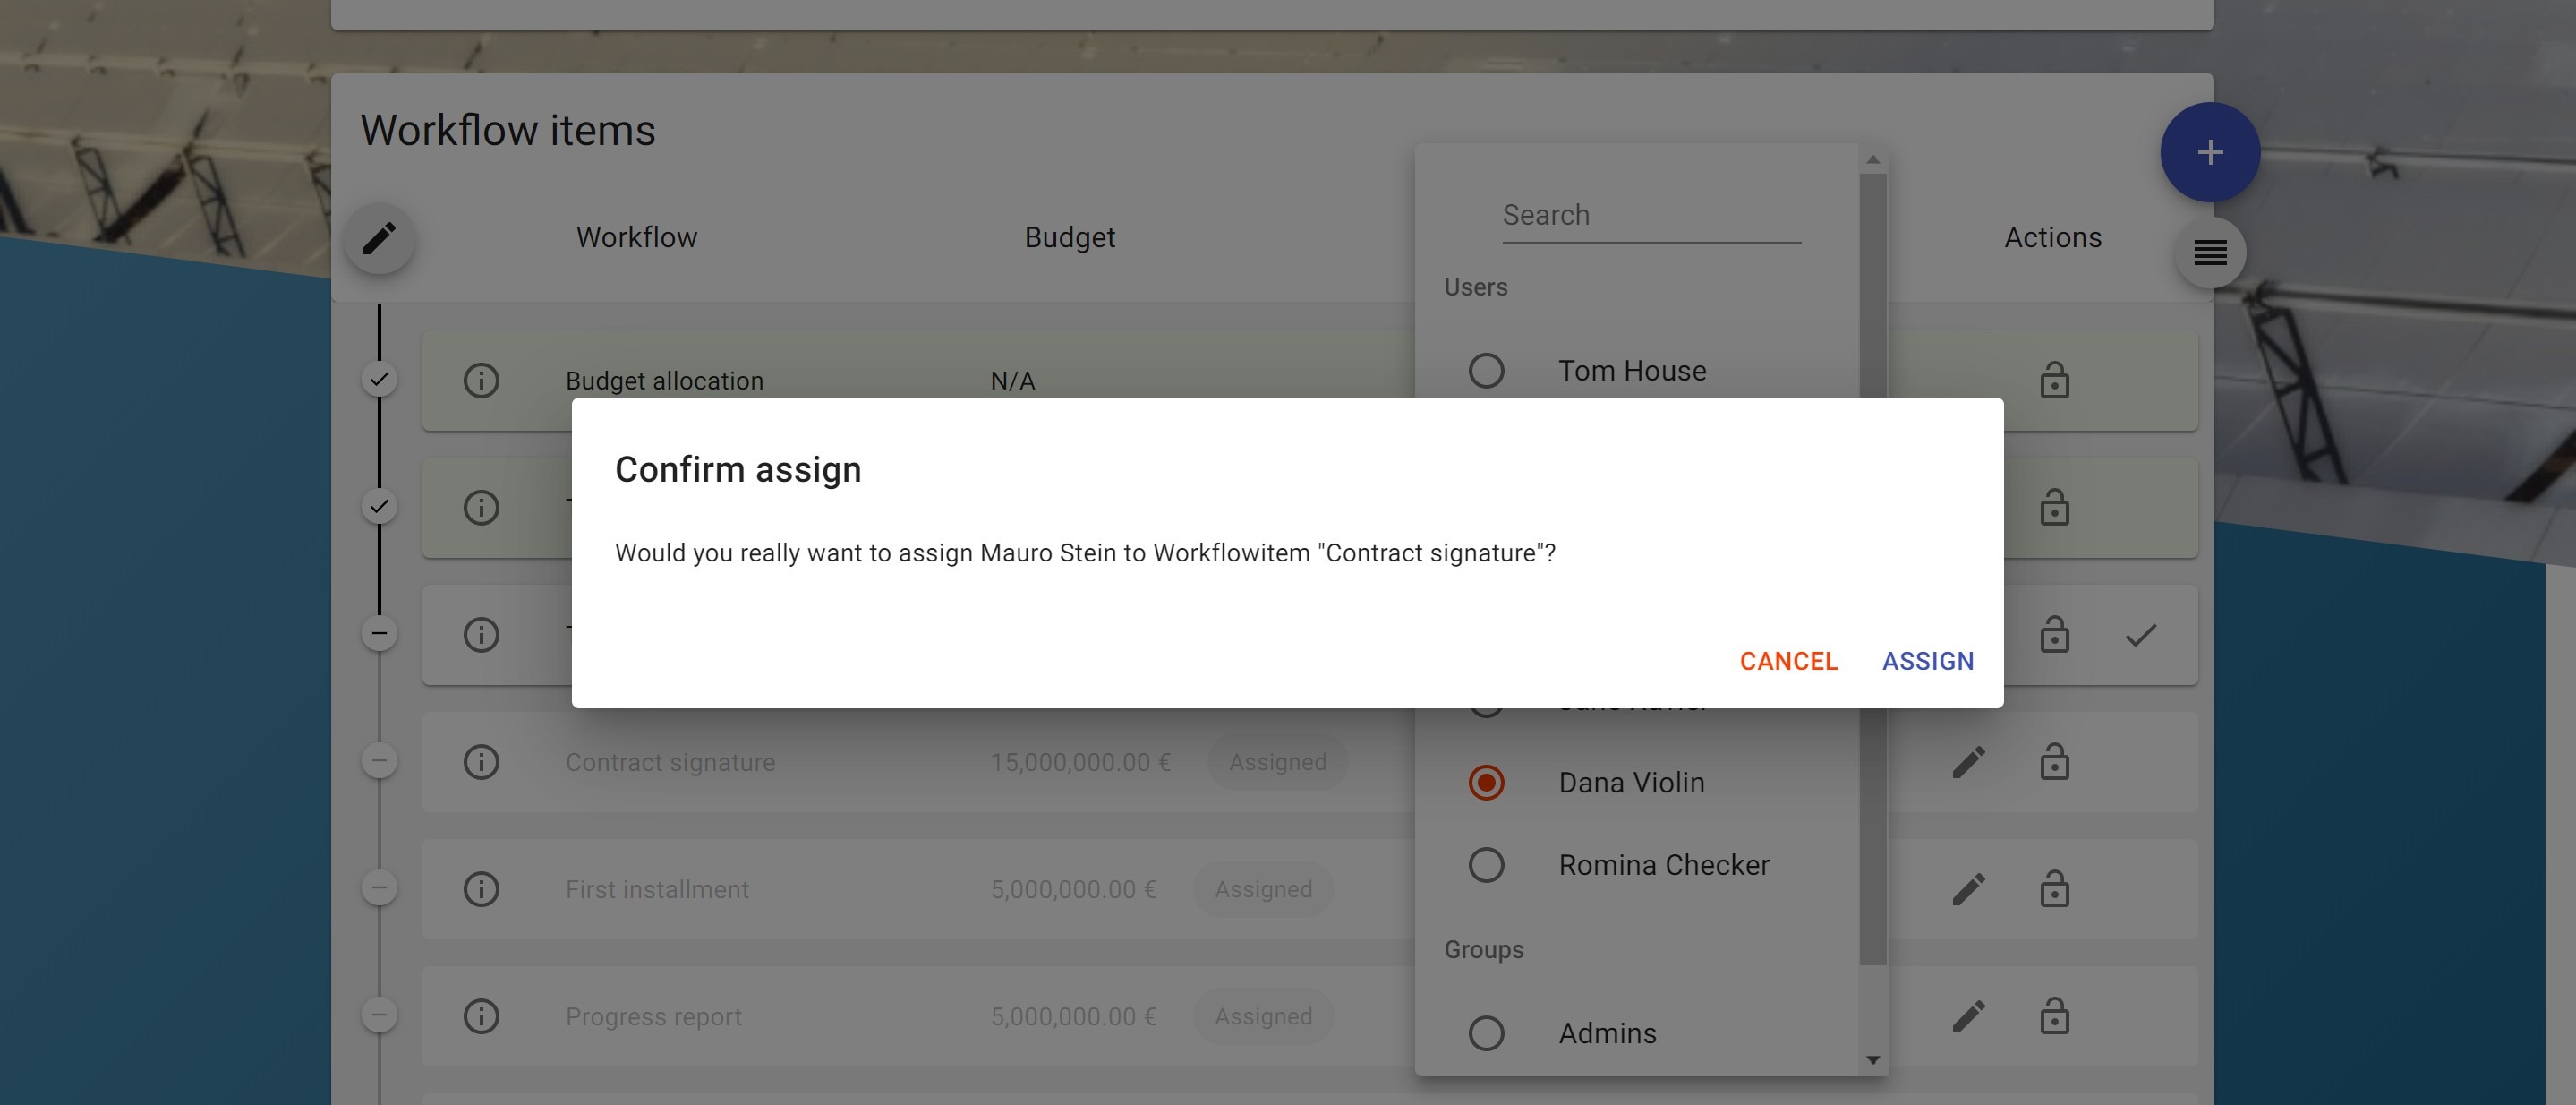 Workflow items
Workflow
Budget
Actions
Search
Users
Tom House
Budget allocation
N/A
Confirm assign
Would you really want to assign Mauro Stein to Workflowitem "Contract signature"?
CANCEL
ASSIGN
Contract signature
15,000,000.00 €
Assigned
Dana Violin
First installment
5,000,000.00 €
Assigned
Romina Checker
Groups
Progress report
5,000,000.00 €
Assigned
Admins